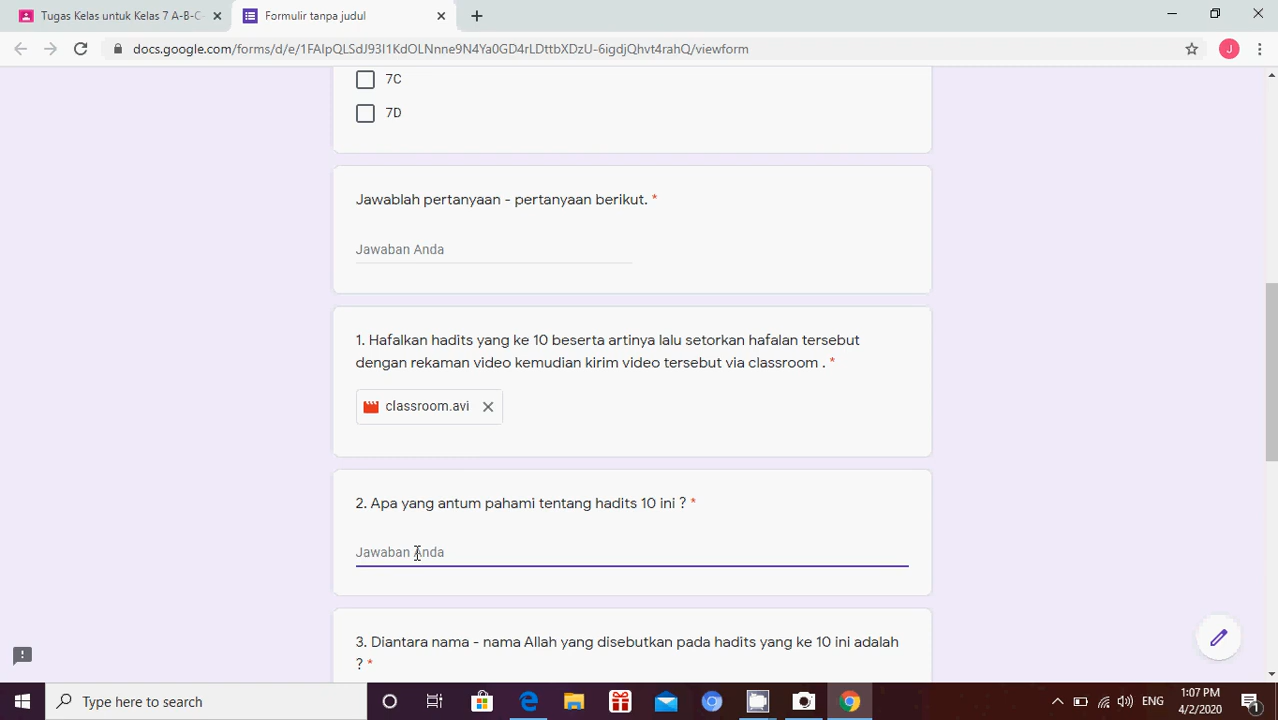 Tugas Kelas untuk Kelas 7 A-B-C-
Formulir tanpa judul
docs.google.com/forms/d/e/1FAIpQLSdJ93I1KdOLNnne9N4Ya0GD4rLDttbXDzU-6igdjQhvt4rahQ/viewform
J
7C
7D
Jawablah pertanyaan - pertanyaan berikut. *
Jawaban Anda
1. Hafalkan hadits yang ke 10 beserta artinya lalu setorkan hafalan tersebut
dengan rekaman video kemudian kirim video tersebut via classroom . *
classroom.avi
2. Apa yang antum pahami tentang hadits 10 ini ? *
Jawaban Anda
3. Diantara nama - nama Allah yang disebutkan pada hadits yang ke 10 ini adalah
? *
Type here to search
ENG
1:07 PM
4/2/2020
1